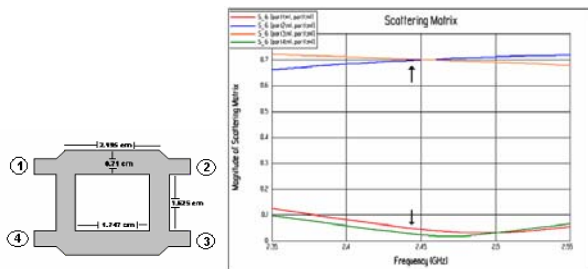 1
2
3
4
2.195 cm
0.71 cm
1.625 cm
1.747 cm
Scattering Matrix
Magnitude of Scattering Matrix
0.7
0.6
0.5
0.4
0.3
0.2
0.1
0
2.35
2.4
2.45
2.5
2.55
Frequency (GHz)